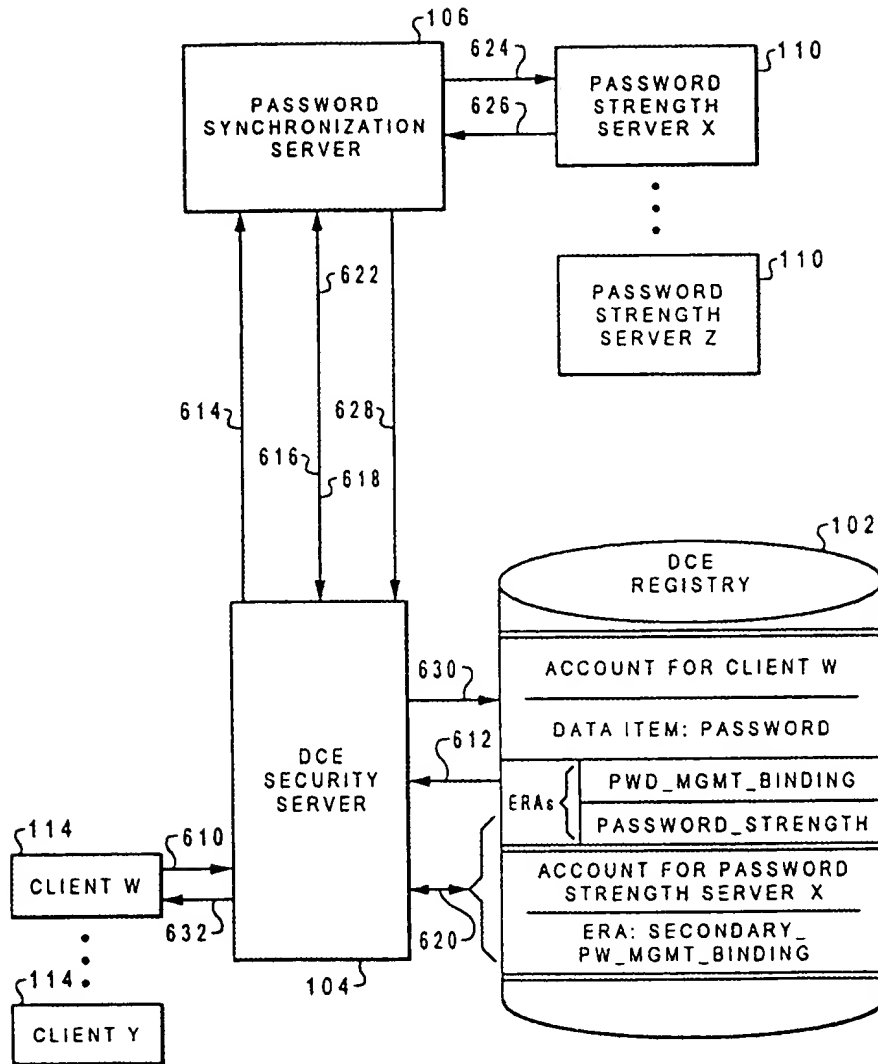 106
624
110
PASSWORD
SYNCHRONIZATION
SERVER
626
PASSWORD
STRENGTH
SERVER X
110
PASSWORD
STRENGTH
SERVER Z
622
614
628
616
618
102
DCE
REGISTRY
630
ACCOUNT FOR CLIENT W
DATA ITEM: PASSWORD
612
DCE
SECURITY
SERVER
ERAs
PWD_MGMT_BINDING
PASSWORD_STRENGTH
114
610
CLIENT W
632
620
ACCOUNT FOR PASSWORD
STRENGTH SERVER X
ERA: SECONDARY_
PW_MGMT_BINDING
114
104
CLIENT Y